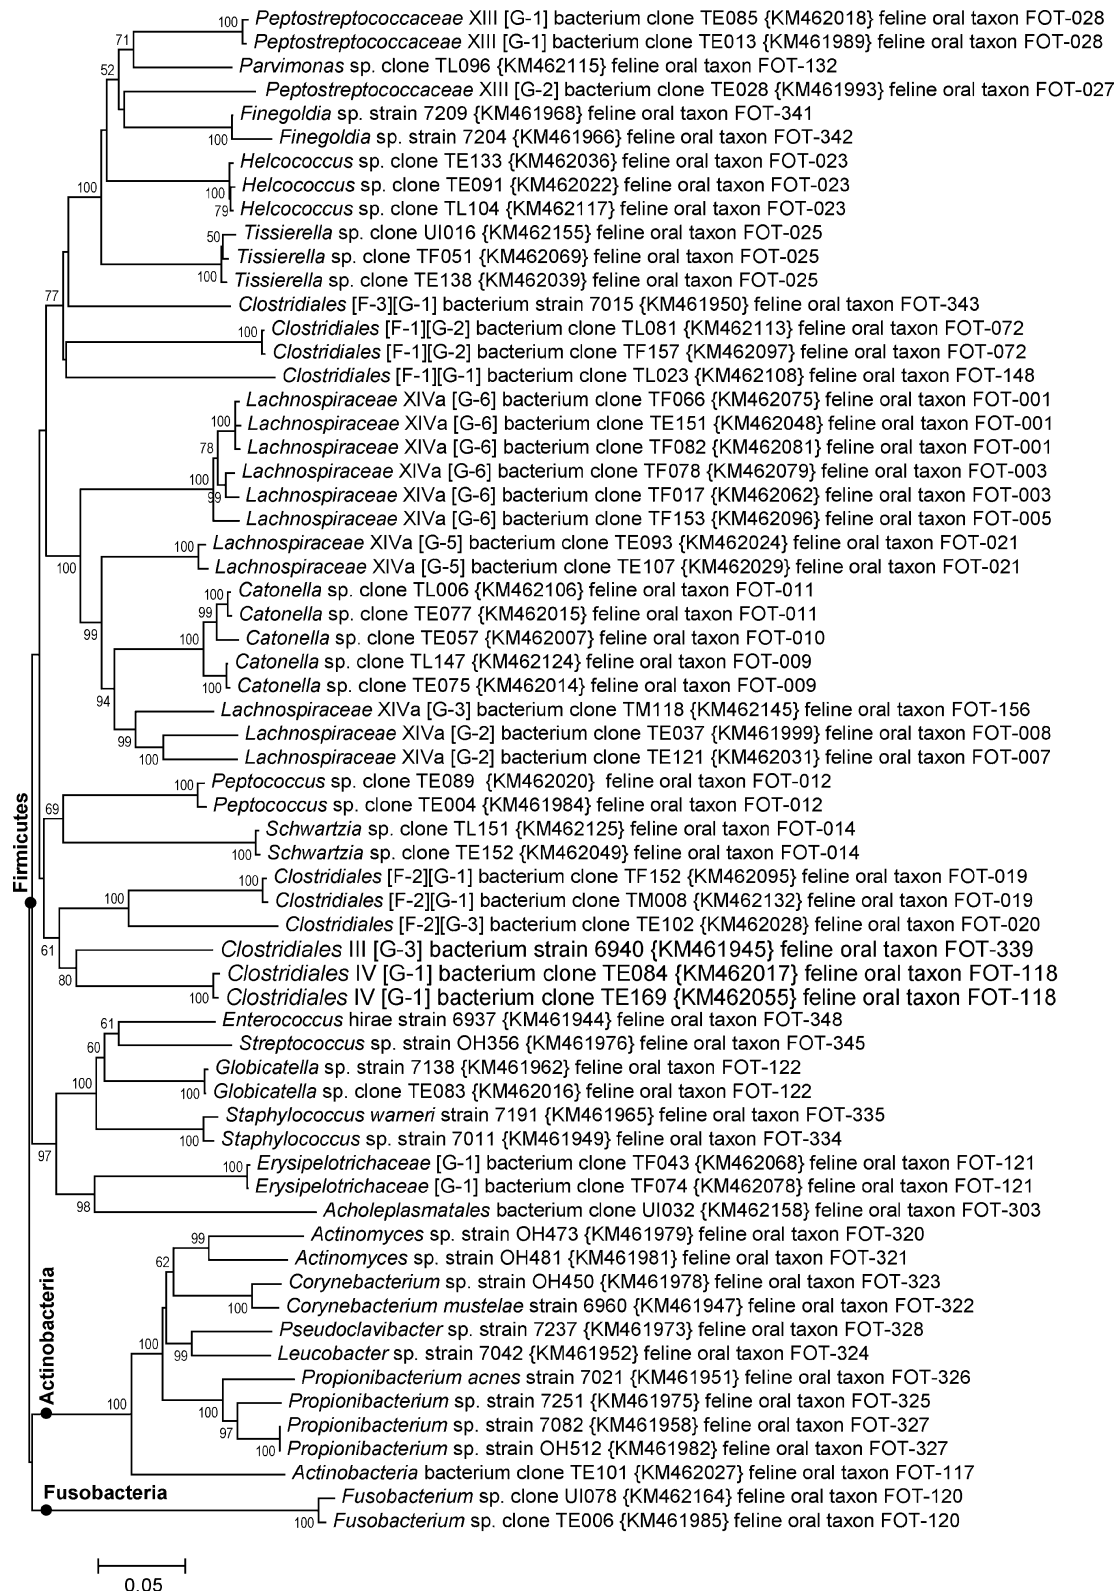 100 Peptostreptococcaceae XIII [G-1] bacterium clone TE085 {KM462018} feline oral taxon FOT-028
71 Peptostreptococcaceae XIII [G-1] bacterium clone TE013 {KM461989} feline oral taxon FOT-028
Parvimonas sp. clone TL096 {KM462115} feline oral taxon FOT-132
52
Peptostreptococcaceae XIII [G-2] bacterium clone TE028 {KM461993} feline oral taxon FOT-027
Finegoldia sp. strain 7209 {KM461968} feline oral taxon FOT-341
100 Finegoldia sp. strain 7204 {KM461966} feline oral taxon FOT-342
Helcococcus sp. clone TE133 {KM462036} feline oral taxon FOT-023
100 100 Helcococcus sp. clone TE091 {KM462022} feline oral taxon FOT-023
79 Helcococcus sp. clone TL104 {KM462117} feline oral taxon FOT-023
50 Tissierella sp. clone UI016 {KM462155} feline oral taxon FOT-025
Tissierella sp. clone TF051 {KM462069} feline oral taxon FOT-025
100 Tissierella sp. clone TE138 {KM462039} feline oral taxon FOT-025
77 Clostridiales [F-3][G-1] bacterium strain 7015 {KM461950} feline oral taxon FOT-343
100 Clostridiales [F-1][G-2] bacterium clone TL081 {KM462113} feline oral taxon FOT-072
Clostridiales [F-1][G-2] bacterium clone TF157 {KM462097} feline oral taxon FOT-072
Clostridiales [F-1][G-1] bacterium clone TL023 {KM462108} feline oral taxon FOT-148
Lachnospiraceae XIVa [G-6] bacterium clone TF066 {KM462075} feline oral taxon FOT-001
100 Lachnospiraceae XIVa [G-6] bacterium clone TE151 {KM462048} feline oral taxon FOT-001
78 Lachnospiraceae XIVa [G-6] bacterium clone TF082 {KM462081} feline oral taxon FOT-001
100 Lachnospiraceae XIVa [G-6] bacterium clone TF078 {KM462079} feline oral taxon FOT-003
99 Lachnospiraceae XIVa [G-6] bacterium clone TF017 {KM462062} feline oral taxon FOT-003
Lachnospiraceae XIVa [G-6] bacterium clone TF153 {KM462096} feline oral taxon FOT-005
100 Lachnospiraceae XIVa [G-5] bacterium clone TE093 {KM462024} feline oral taxon FOT-021
100 Lachnospiraceae XIVa [G-5] bacterium clone TE107 {KM462029} feline oral taxon FOT-021
100 Catonella sp. clone TL006 {KM462106} feline oral taxon FOT-011
99 Catonella sp. clone TE077 {KM462015} feline oral taxon FOT-011
99 100 Catonella sp. clone TE057 {KM462007} feline oral taxon FOT-010
Catonella sp. clone TL147 {KM462124} feline oral taxon FOT-009
100 Catonella sp. clone TE075 {KM462014} feline oral taxon FOT-009
94 Lachnospiraceae XIVa [G-3] bacterium clone TM118 {KM462145} feline oral taxon FOT-156
99 Lachnospiraceae XIVa [G-2] bacterium clone TE037 {KM461999} feline oral taxon FOT-008
100 Lachnospiraceae XIVa [G-2] bacterium clone TE121 {KM462031} feline oral taxon FOT-007
100 Peptococcus sp. clone TE089 {KM462020} feline oral taxon FOT-012
69 Peptococcus sp. clone TE004 {KM461984} feline oral taxon FOT-012
Schwartzia sp. clone TL151 {KM462125} feline oral taxon FOT-014
100 Schwartzia sp. clone TE152 {KM462049} feline oral taxon FOT-014
Firmicutes
100 Clostridiales [F-2][G-1] bacterium clone TF152 {KM462095} feline oral taxon FOT-019
100 Clostridiales [F-2][G-1] bacterium clone TM008 {KM462132} feline oral taxon FOT-019
Clostridiales [F-2][G-3] bacterium clone TE102 {KM462028} feline oral taxon FOT-020
61 Clostridiales III [G-3] bacterium strain 6940 {KM461945} feline oral taxon FOT-339
80 Clostridiales IV [G-1] bacterium clone TE084 {KM462017} feline oral taxon FOT-118
100 Clostridiales IV [G-1] bacterium clone TE169 {KM462055} feline oral taxon FOT-118
61 Enterococcus hirae strain 6937 {KM461944} feline oral taxon FOT-348
60 Streptococcus sp. strain OH356 {KM461976} feline oral taxon FOT-345
Globicatella sp. strain 7138 {KM461962} feline oral taxon FOT-122
100 100 Globicatella sp. clone TE083 {KM462016} feline oral taxon FOT-122
Staphylococcus warneri strain 7191 {KM461965} feline oral taxon FOT-335
100 Staphylococcus sp. strain 7011 {KM461949} feline oral taxon FOT-334
97 100 Erysipelotrichaceae [G-1] bacterium clone TF043 {KM462068} feline oral taxon FOT-121
Erysipelotrichaceae [G-1] bacterium clone TF074 {KM462078} feline oral taxon FOT-121
98 Acholeplasmatales bacterium clone UI032 {KM462158} feline oral taxon FOT-303
99 Actinomyces sp. strain OH473 {KM461979} feline oral taxon FOT-320
62 Actinomyces sp. strain OH481 {KM461981} feline oral taxon FOT-321
Corynebacterium sp. strain OH450 {KM461978} feline oral taxon FOT-323
100 Corynebacterium mustelae strain 6960 {KM461947} feline oral taxon FOT-322
Actinobacteria
Pseudoclavibacter sp. strain 7237 {KM461973} feline oral taxon FOT-328
100 99 Leucobacter sp. strain 7042 {KM461952} feline oral taxon FOT-324
Propionibacterium acnes strain 7021 {KM461951} feline oral taxon FOT-326
100 100 Propionibacterium sp. strain 7251 {KM461975} feline oral taxon FOT-325
97 Propionibacterium sp. strain 7082 {KM461958} feline oral taxon FOT-327
100 Propionibacterium sp. strain OH512 {KM461982} feline oral taxon FOT-327
Actinobacteria bacterium clone TE101 {KM462027} feline oral taxon FOT-117
Fusobacteria
Fusobacterium sp. clone UI078 {KM462164} feline oral taxon FOT-120
100 Fusobacterium sp. clone TE006 {KM461985} feline oral taxon FOT-120
0.05